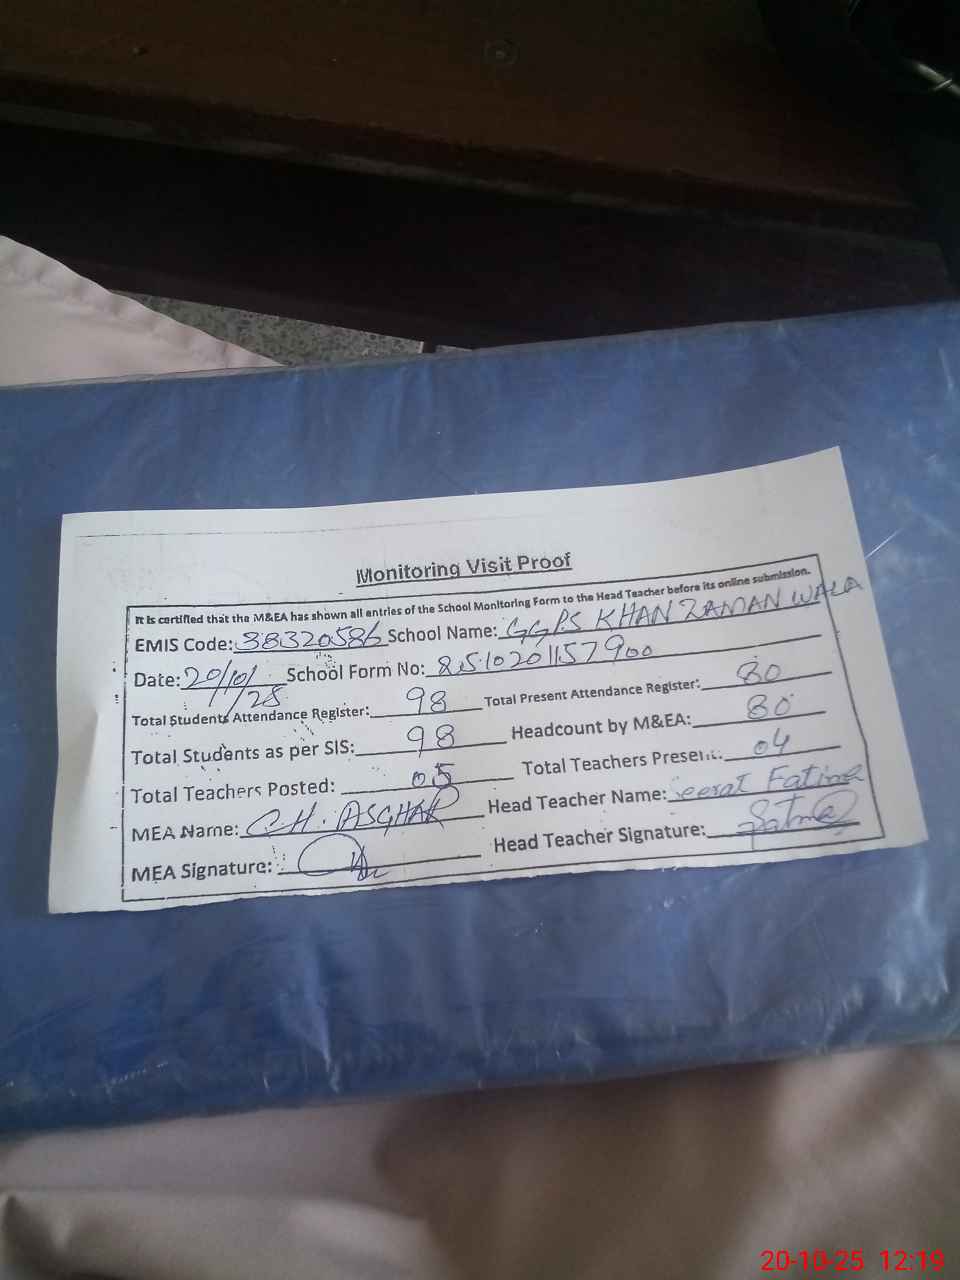 Monitoring Visit Proof
It is certified that the M&EA has shown all entries of the School Monitoring Form to the Head Teacher before its online submission.
EMIS Code: 38320586 School Name: GGPS KHAN ZAMAN WALA
Date: 20/10/25 School Form No: 8510201157900
Total Students Attendance Register: 98 Total Present Attendance Register: 80
Total Students as per SIS: 98 Headcount by M&EA: 80
Total Teachers Posted: 05 Total Teachers Present: 04
MEA Name: CH. ASGHAR Head Teacher Name: Seerat Fatima
MEA Signature: Head Teacher Signature: Fatima
20-10-25 12:19